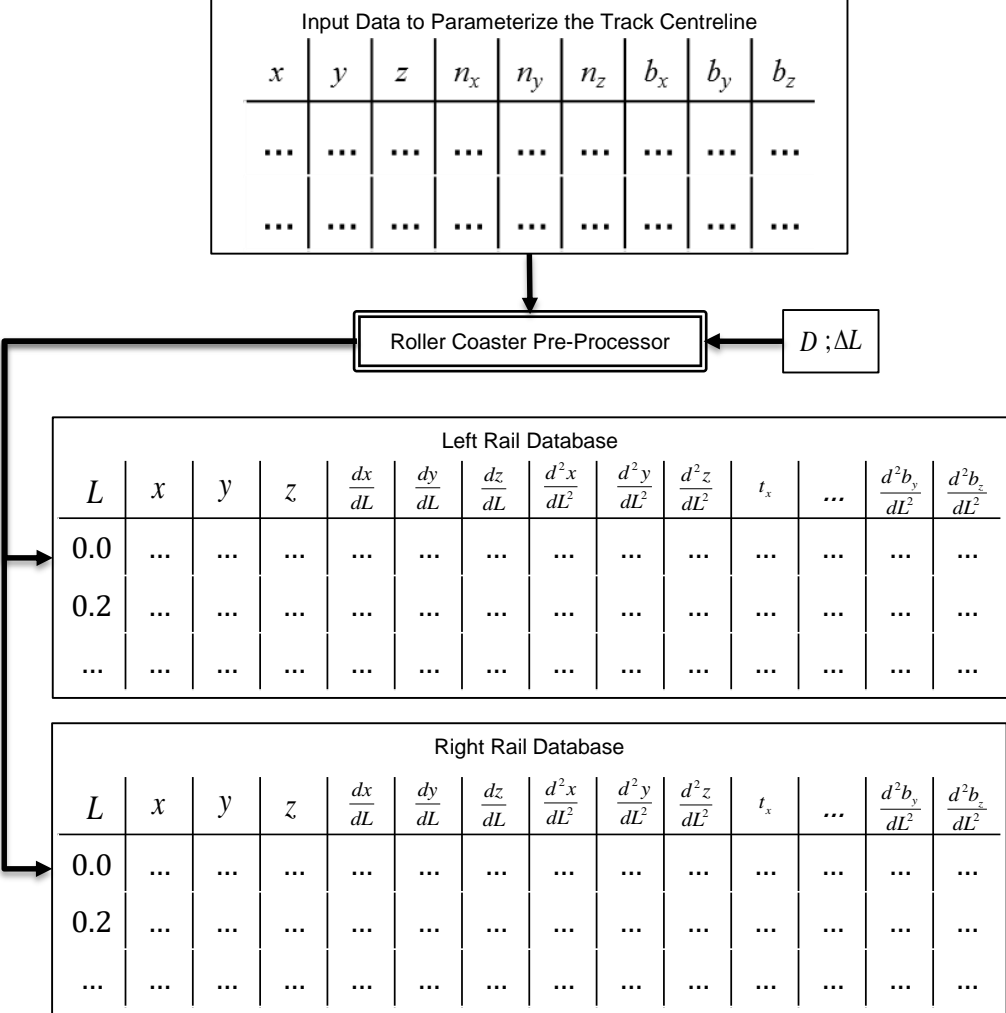 Input Data to Parameterize the Track Centreline
x y z n_x n_y n_z b_x b_y b_z
... ... ... ... ... ... ... ... ...
... ... ... ... ... ... ... ... ...
Roller Coaster Pre-Processor
D ; ΔL
Left Rail Database
L x y z dx/dL dy/dL dz/dL d²x/dL² d²y/dL² d²z/dL² t_x ... d²b_y/dL² d²b_z/dL²
0.0 ... ... ... ... ... ... ... ... ... ... ... ... ...
0.2 ... ... ... ... ... ... ... ... ... ... ... ... ...
... ... ... ... ... ... ... ... ... ... ... ... ... ...
Right Rail Database
L x y z dx/dL dy/dL dz/dL d²x/dL² d²y/dL² d²z/dL² t_x ... d²b_y/dL² d²b_z/dL²
0.0 ... ... ... ... ... ... ... ... ... ... ... ... ...
0.2 ... ... ... ... ... ... ... ... ... ... ... ... ...
... ... ... ... ... ... ... ... ... ... ... ... ... ...